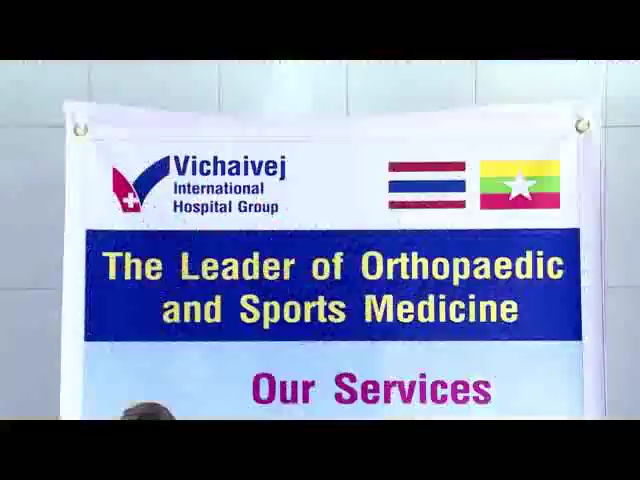 Vichaivej
International
Hospital Group
The Leader of Orthopaedic
and Sports Medicine
Our Services